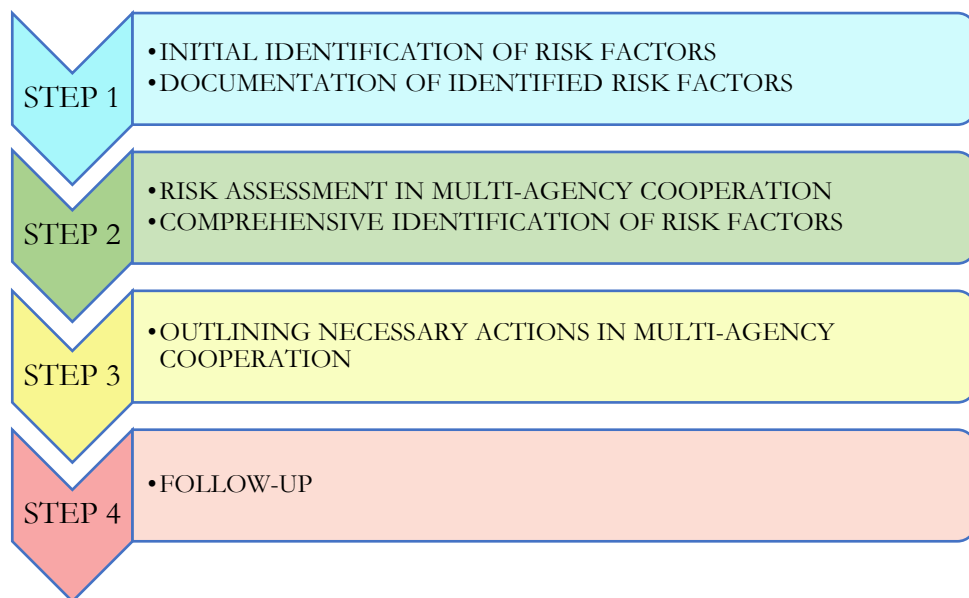 STEP 1
•INITIAL IDENTIFICATION OF RISK FACTORS
•DOCUMENTATION OF IDENTIFIED RISK FACTORS
STEP 2
•RISK ASSESSMENT IN MULTI-AGENCY COOPERATION
•COMPREHENSIVE IDENTIFICATION OF RISK FACTORS
STEP 3
•OUTLINING NECESSARY ACTIONS IN MULTI-AGENCY
COOPERATION
STEP 4
•FOLLOW-UP